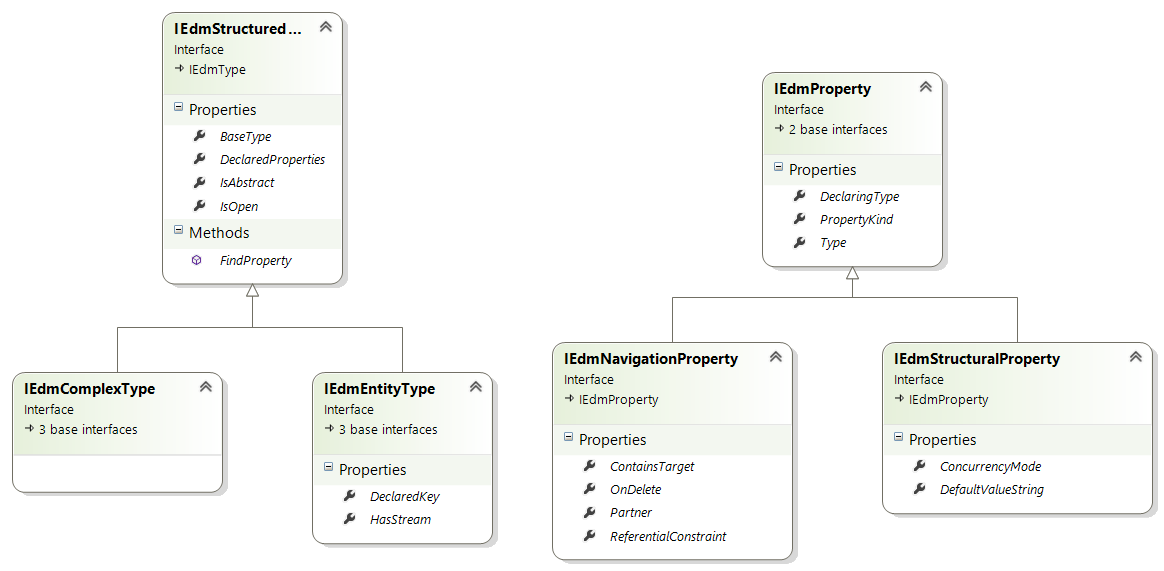 IEdmStructured ...
Interface
IEdmType
Properties
BaseType
DeclaredProperties
IsAbstract
IsOpen
Methods
FindProperty
IEdmComplexType
Interface
3 base interfaces
IEdmEntityType
Interface
3 base interfaces
Properties
DeclaredKey
HasStream
IEdmProperty
Interface
2 base interfaces
Properties
DeclaringType
PropertyKind
Type
IEdmNavigationProperty
Interface
IEdmProperty
Properties
ContainsTarget
OnDelete
Partner
ReferentialConstraint
IEdmStructuralProperty
Interface
IEdmProperty
Properties
ConcurrencyMode
DefaultValueString